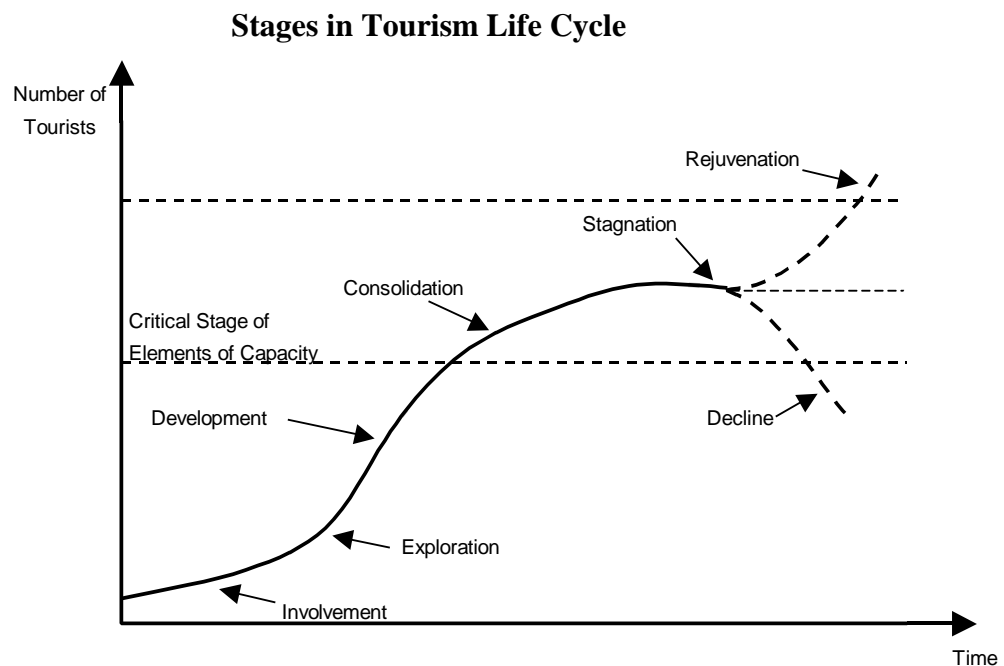 Stages in Tourism Life Cycle
Number of
Tourists
Rejuvenation
Stagnation
Consolidation
Critical Stage of
Elements of Capacity
Development
Decline
Exploration
Involvement
Time